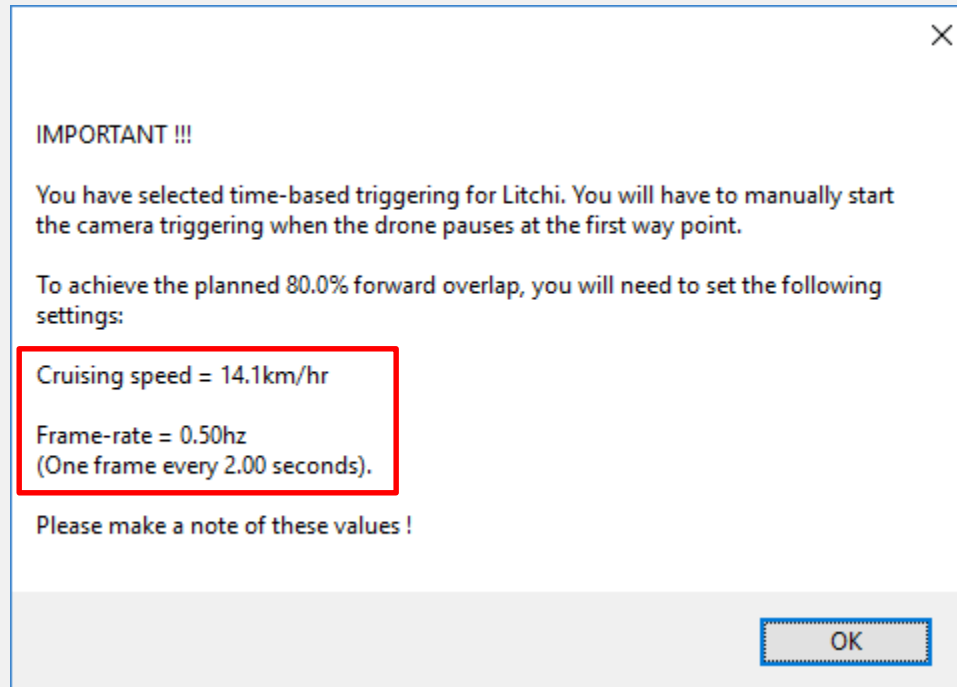 IMPORTANT !!!
You have selected time-based triggering for Litchi. You will have to manually start
the camera triggering when the drone pauses at the first way point.
To achieve the planned 80.0% forward overlap, you will need to set the following
settings:
Cruising speed = 14.1km/hr
Frame-rate = 0.50hz
(One frame every 2.00 seconds).
Please make a note of these values !
OK